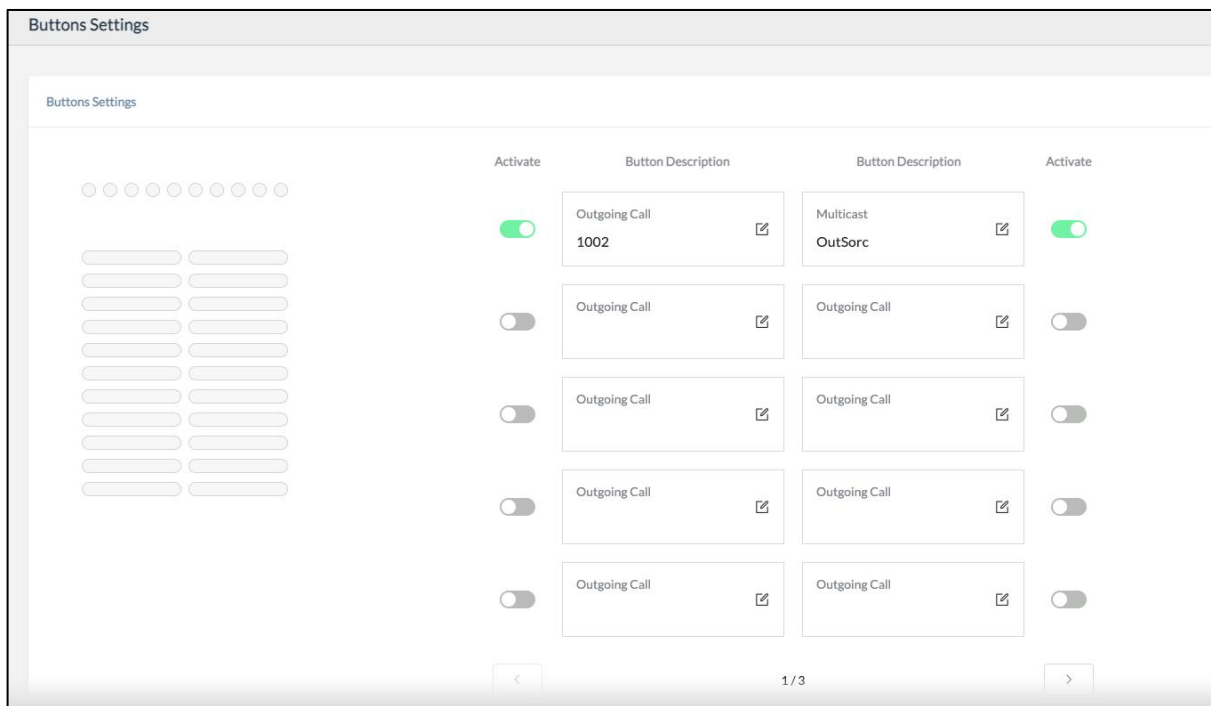 Buttons Settings
Buttons Settings
Activate Button Description Button Description Activate
Outgoing Call Multicast
1002 OutSorc
Outgoing Call Outgoing Call
Outgoing Call Outgoing Call
Outgoing Call Outgoing Call
Outgoing Call Outgoing Call
< 1 / 3 >